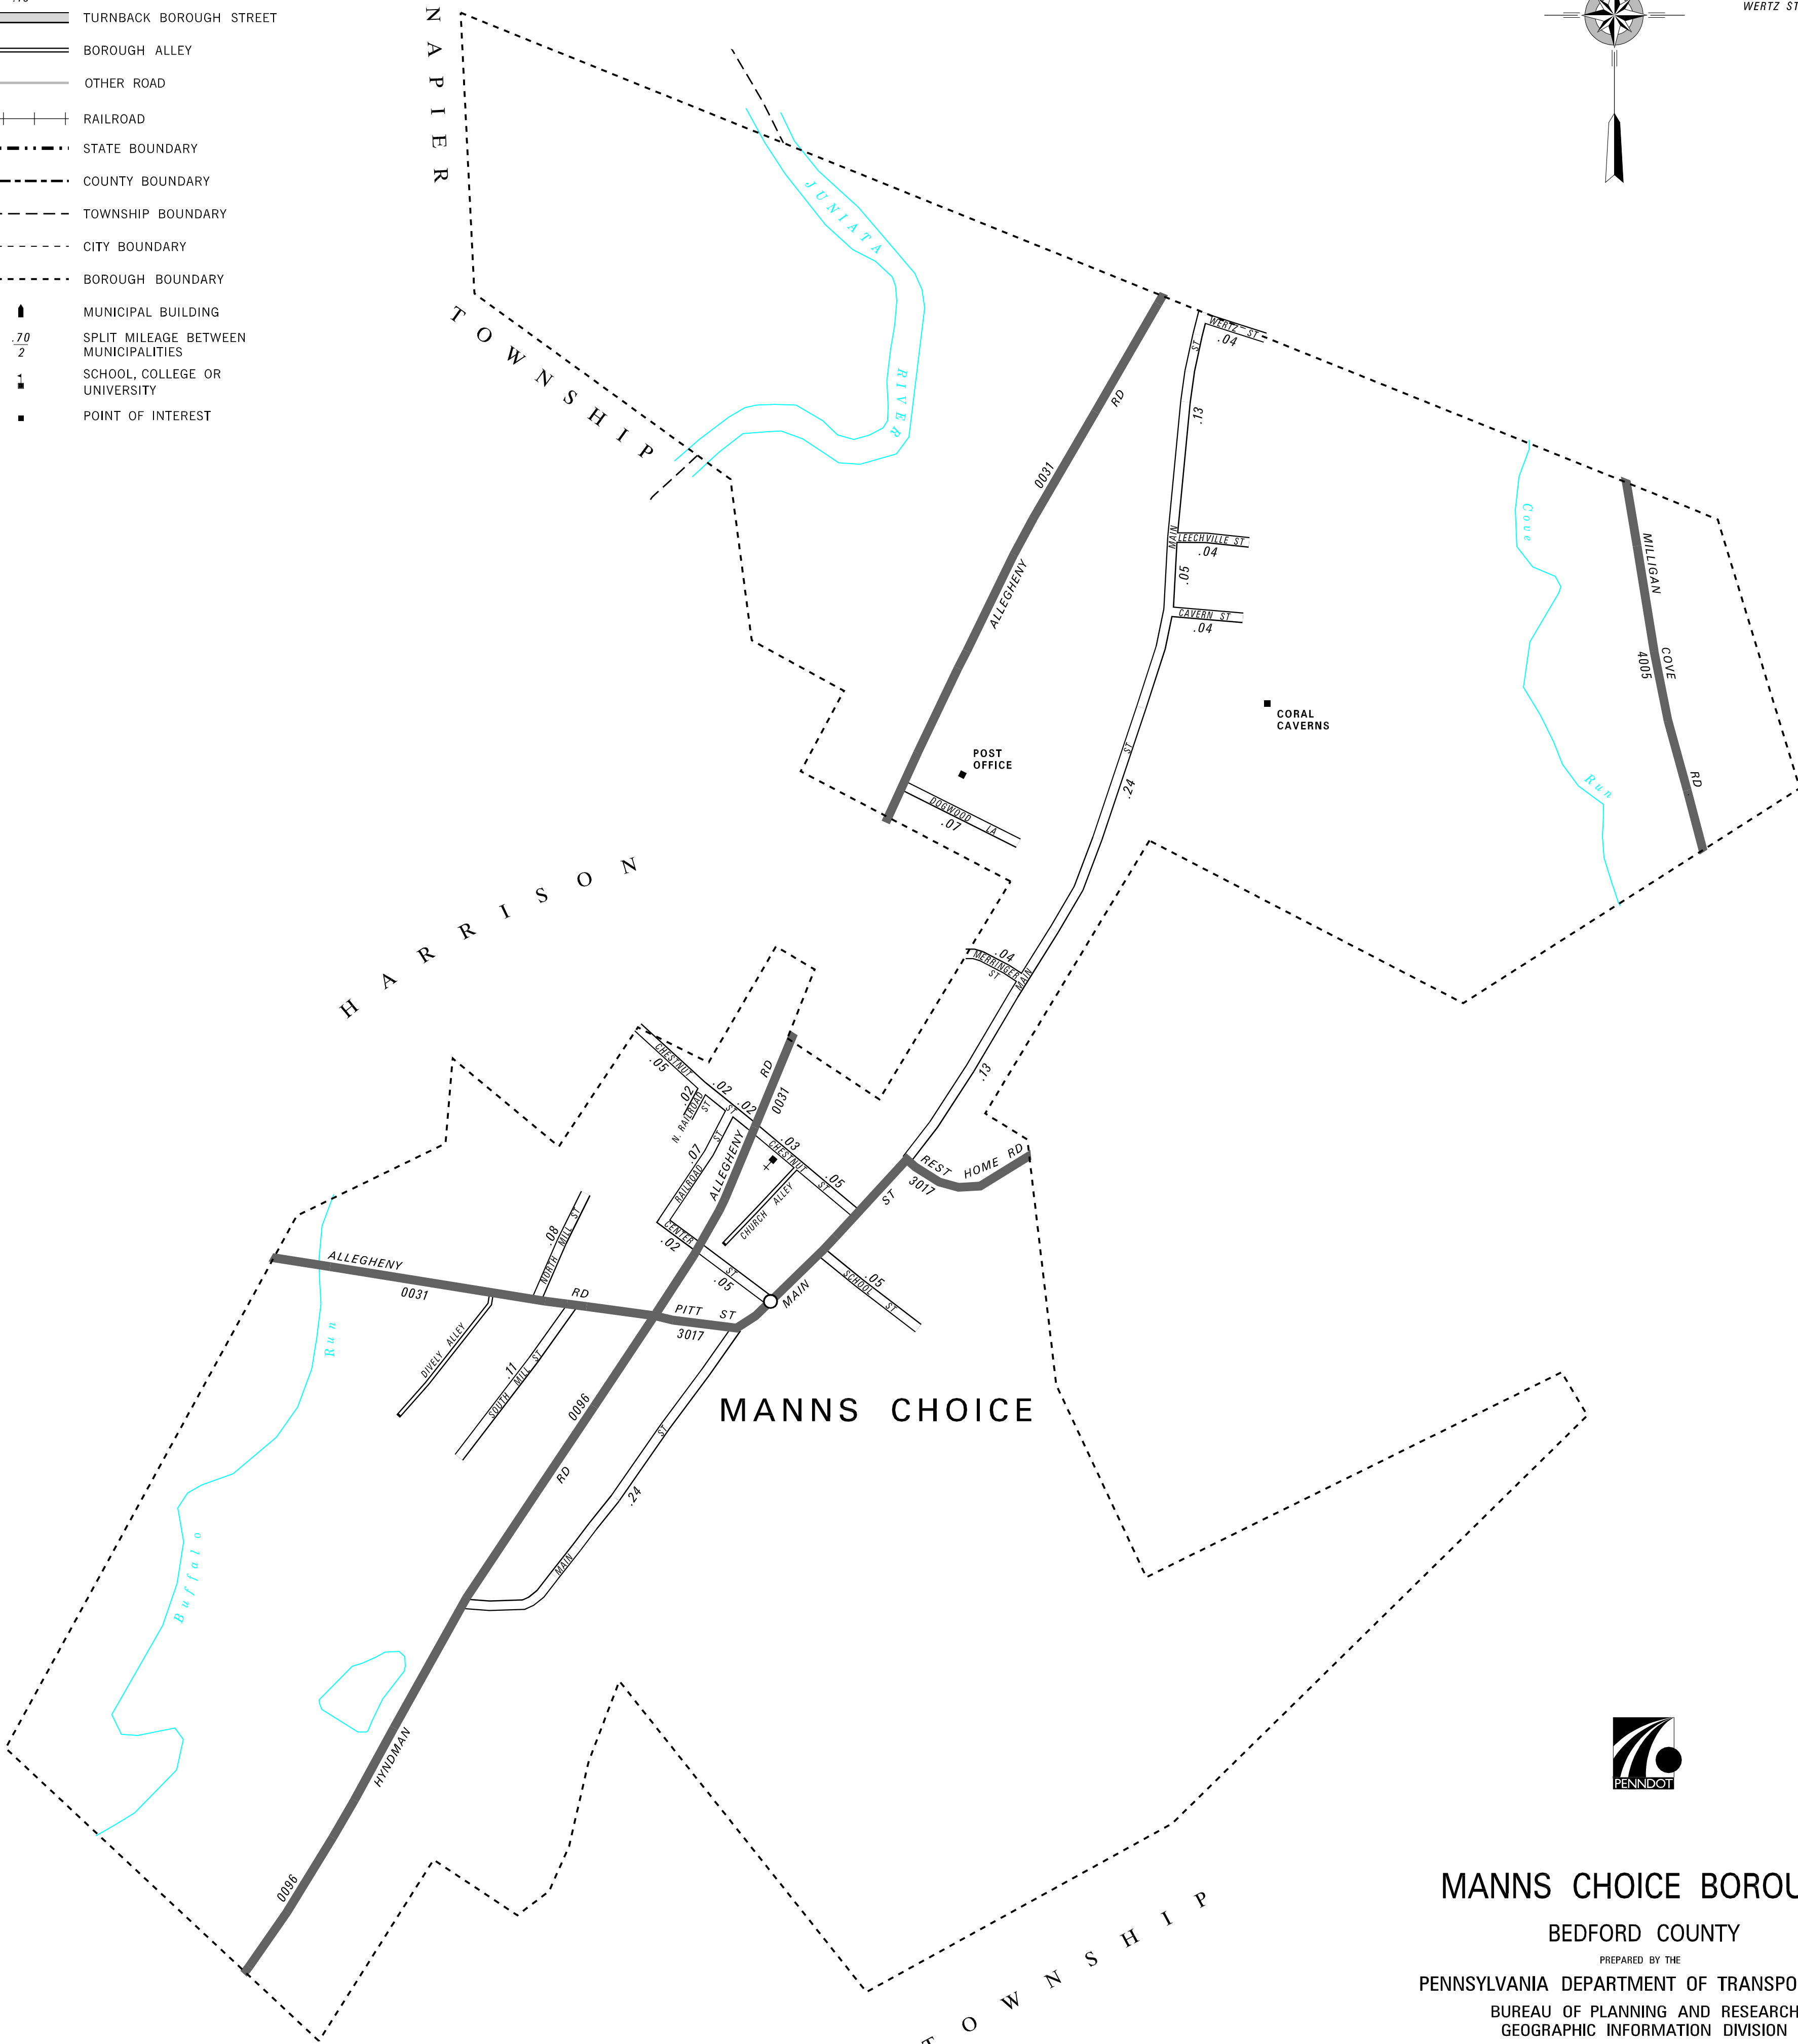 TURNBACK BOROUGH STREET
BOROUGH ALLEY
OTHER ROAD
RAILROAD
STATE BOUNDARY
COUNTY BOUNDARY
TOWNSHIP BOUNDARY
CITY BOUNDARY
BOROUGH BOUNDARY
MUNICIPAL BUILDING
.70
2
SPLIT MILEAGE BETWEEN
MUNICIPALITIES
SCHOOL, COLLEGE OR
UNIVERSITY
POINT OF INTEREST
NAPIER
TOWNSHIP
JUNIATA
RIVER
WERTZ ST
.04
ST
.13
RD
0031
ALLEGHENY
MAIN
LEECHVILLE ST
.04
.05
CAVERN ST
.04
Cove
Run
MILLIGAN
COVE
4005
RD
CORAL
CAVERNS
POST
OFFICE
ST
.24
DOGWOOD LA
.07
HARRISON
.04
MERRINGER
ST
MAIN
.13
CHESTNUT
.05
.02
.02
.02
ST
N. RAILROAD
ST
RD
0031
ALLEGHENY
.07
ST
RAILROAD
.03
CHESTNUT
ST
.05
CHURCH ALLEY
REST HOME RD
3017
ST
CENTER
.02
ST
.05
MAIN
SCHOOL ST
.05
.08
NORTH MILL ST
ALLEGHENY
0031
RD
PITT ST
3017
DIVELY ALLEY
.11
SOUTH MILL ST
Run
Buffalo
0096
RD
ST
.24
MAIN
MANNS CHOICE
HYNDMAN
0096
TOWNSHIP
PENNDOT
MANNS CHOICE BOROU
BEDFORD COUNTY
PREPARED BY THE
PENNSYLVANIA DEPARTMENT OF TRANSPO
BUREAU OF PLANNING AND RESEARCH
GEOGRAPHIC INFORMATION DIVISION
WERTZ ST